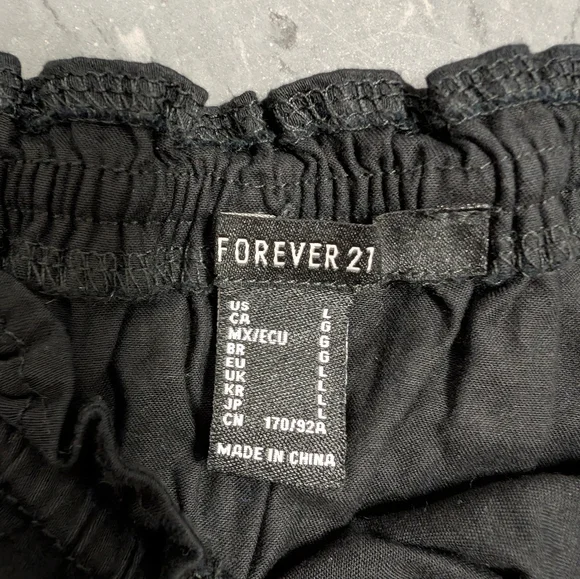 FOREVER 21
US L
CA G
MX/ECU G
BR G
EU L
UK L
KR L
JP L
CN 170/92A
MADE IN CHINA